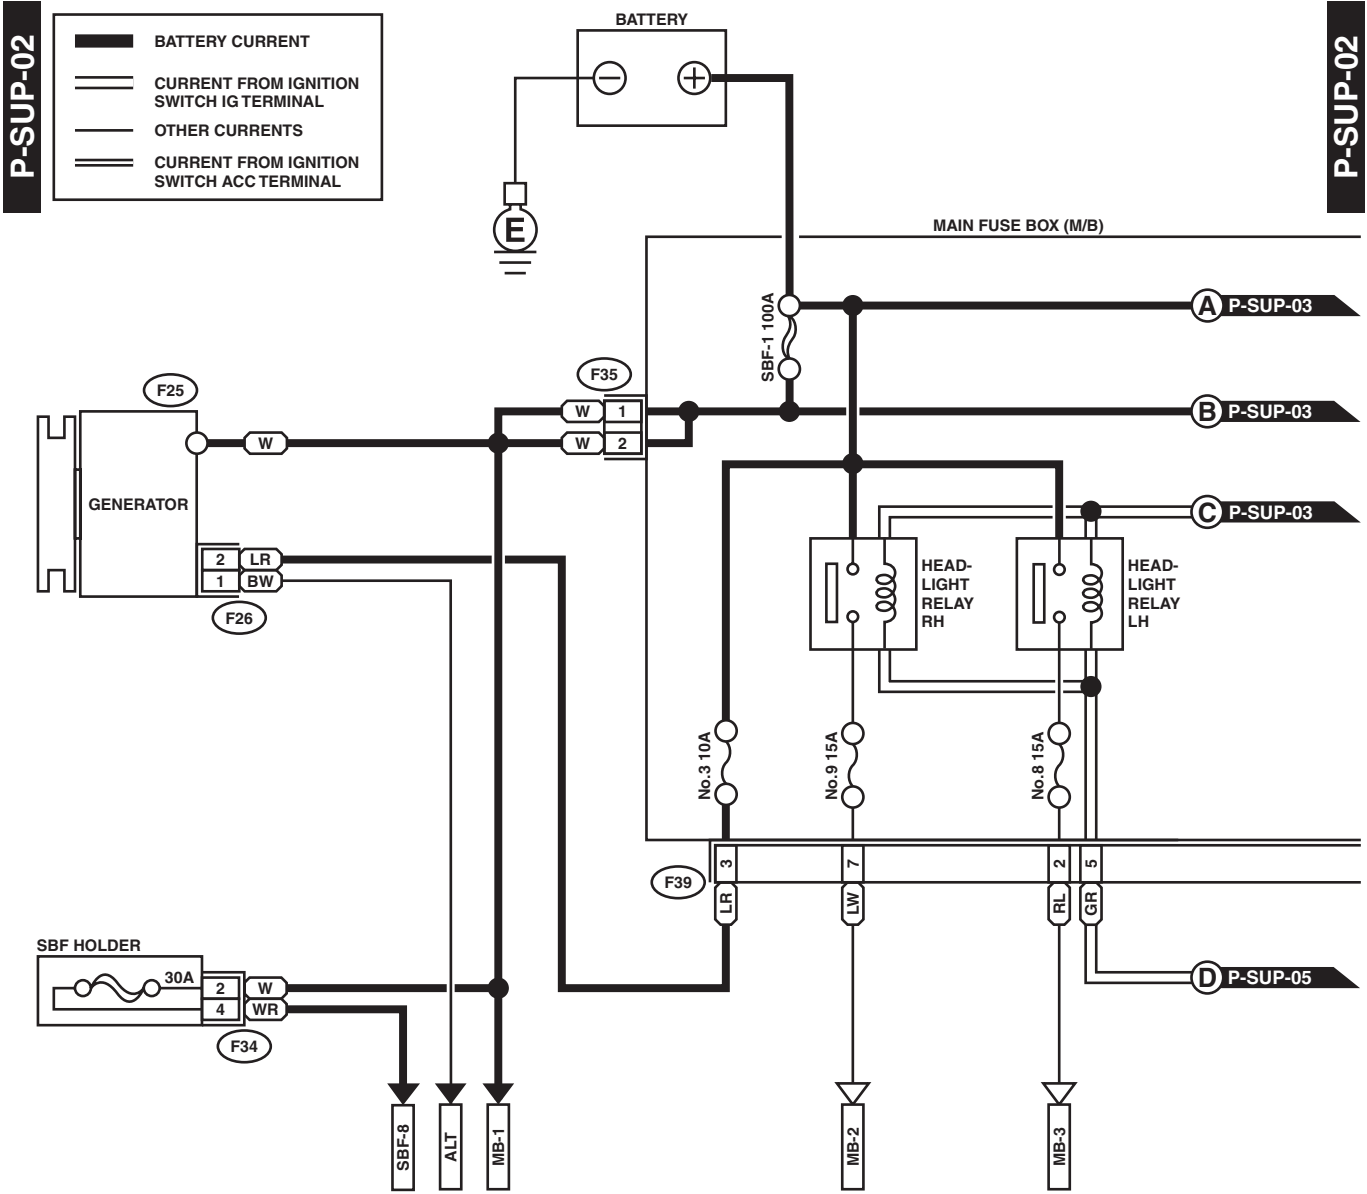 P-SUP-02
BATTERY CURRENT
CURRENT FROM IGNITION
SWITCH IG TERMINAL
OTHER CURRENTS
CURRENT FROM IGNITION
SWITCH ACC TERMINAL
BATTERY
P-SUP-02
E
MAIN FUSE BOX (M/B)
SBF-1 100A
A P-SUP-03
F35
F25
W 1
B P-SUP-03
W
W 2
GENERATOR
C P-SUP-03
2 LR
1 BW
F26
HEAD-
LIGHT
RELAY
RH
HEAD-
LIGHT
RELAY
LH
No.3 10A
No.9 15A
No.8 15A
F39
3
7
2
5
LR
LW
RL
GR
SBF HOLDER
30A
2 W
4 WR
F34
D P-SUP-05
SBF-8
ALT
MB-1
MB-2
MB-3